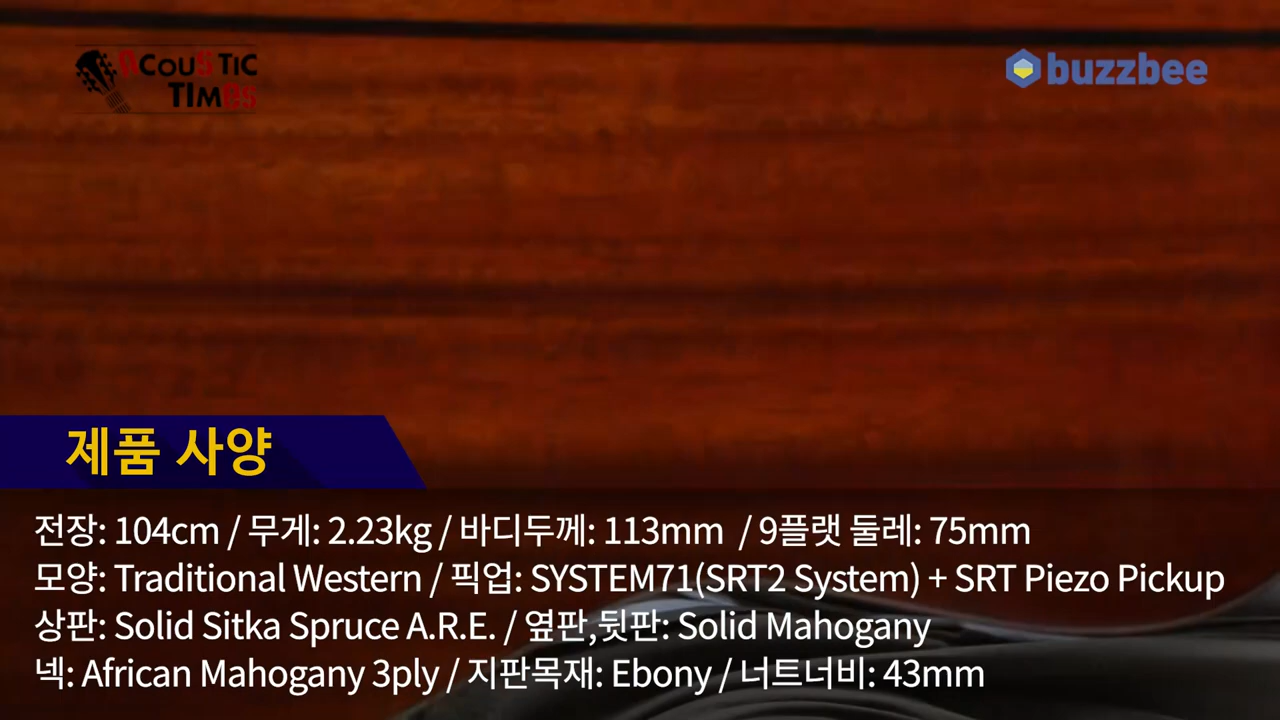 ACOUSTIC
TIMES
buzzbee
제품 사양
전장: 104cm / 무게: 2.23kg / 바디두께: 113mm / 9플랫 둘레: 75mm
모양: Traditional Western / 픽업: SYSTEM71(SRT2 System) + SRT Piezo Pickup
상판: Solid Sitka Spruce A.R.E. / 옆판,뒷판: Solid Mahogany
넥: African Mahogany 3ply / 지판목재: Ebony / 너트너비: 43mm